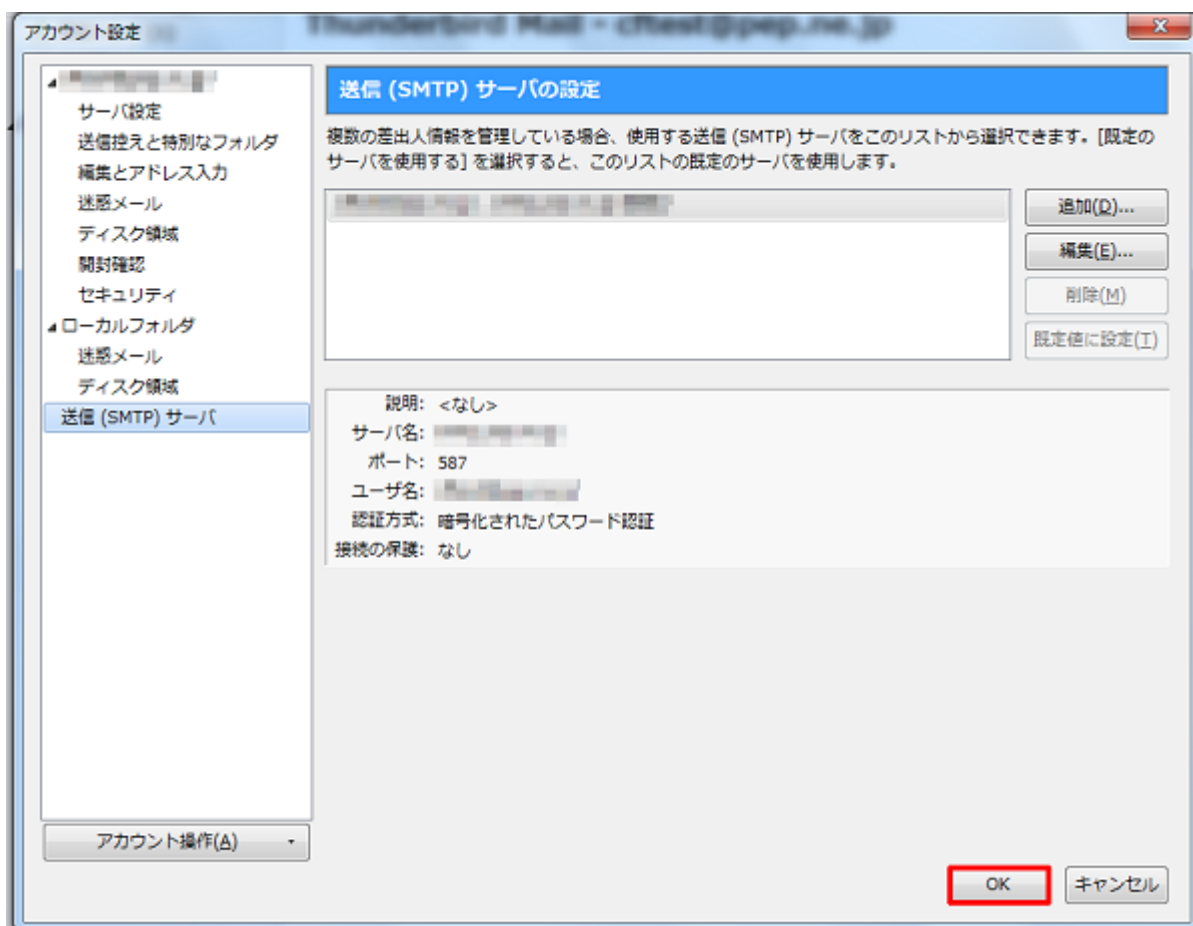 Thunderbird Mail - cftest@pep.ne.jp
アカウント設定
サーバ設定
送信控えと特別なフォルダ
編集とアドレス入力
迷惑メール
ディスク領域
開封確認
セキュリティ
ローカルフォルダ
迷惑メール
ディスク領域
送信 (SMTP) サーバ
アカウント操作(A)
送信 (SMTP) サーバの設定
複数の差出人情報を管理している場合、使用する送信 (SMTP) サーバをこのリストから選択できます。[既定の
サーバを使用する] を選択すると、このリストの既定のサーバを使用します。
追加(D)...
編集(E)...
削除(M)
既定値に設定(T)
説明: <なし>
サーバ名:
ポート: 587
ユーザ名:
認証方式: 暗号化されたパスワード認証
接続の保護: なし
OK
キャンセル